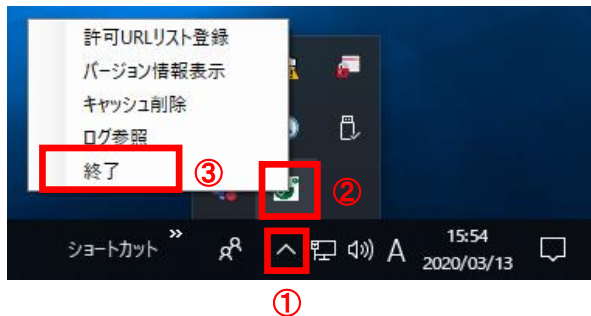 許可URLリスト登録
バージョン情報表示
キャッシュ削除
ログ参照
終了
③
②
ショートカット »
A
15:54
2020/03/13
①